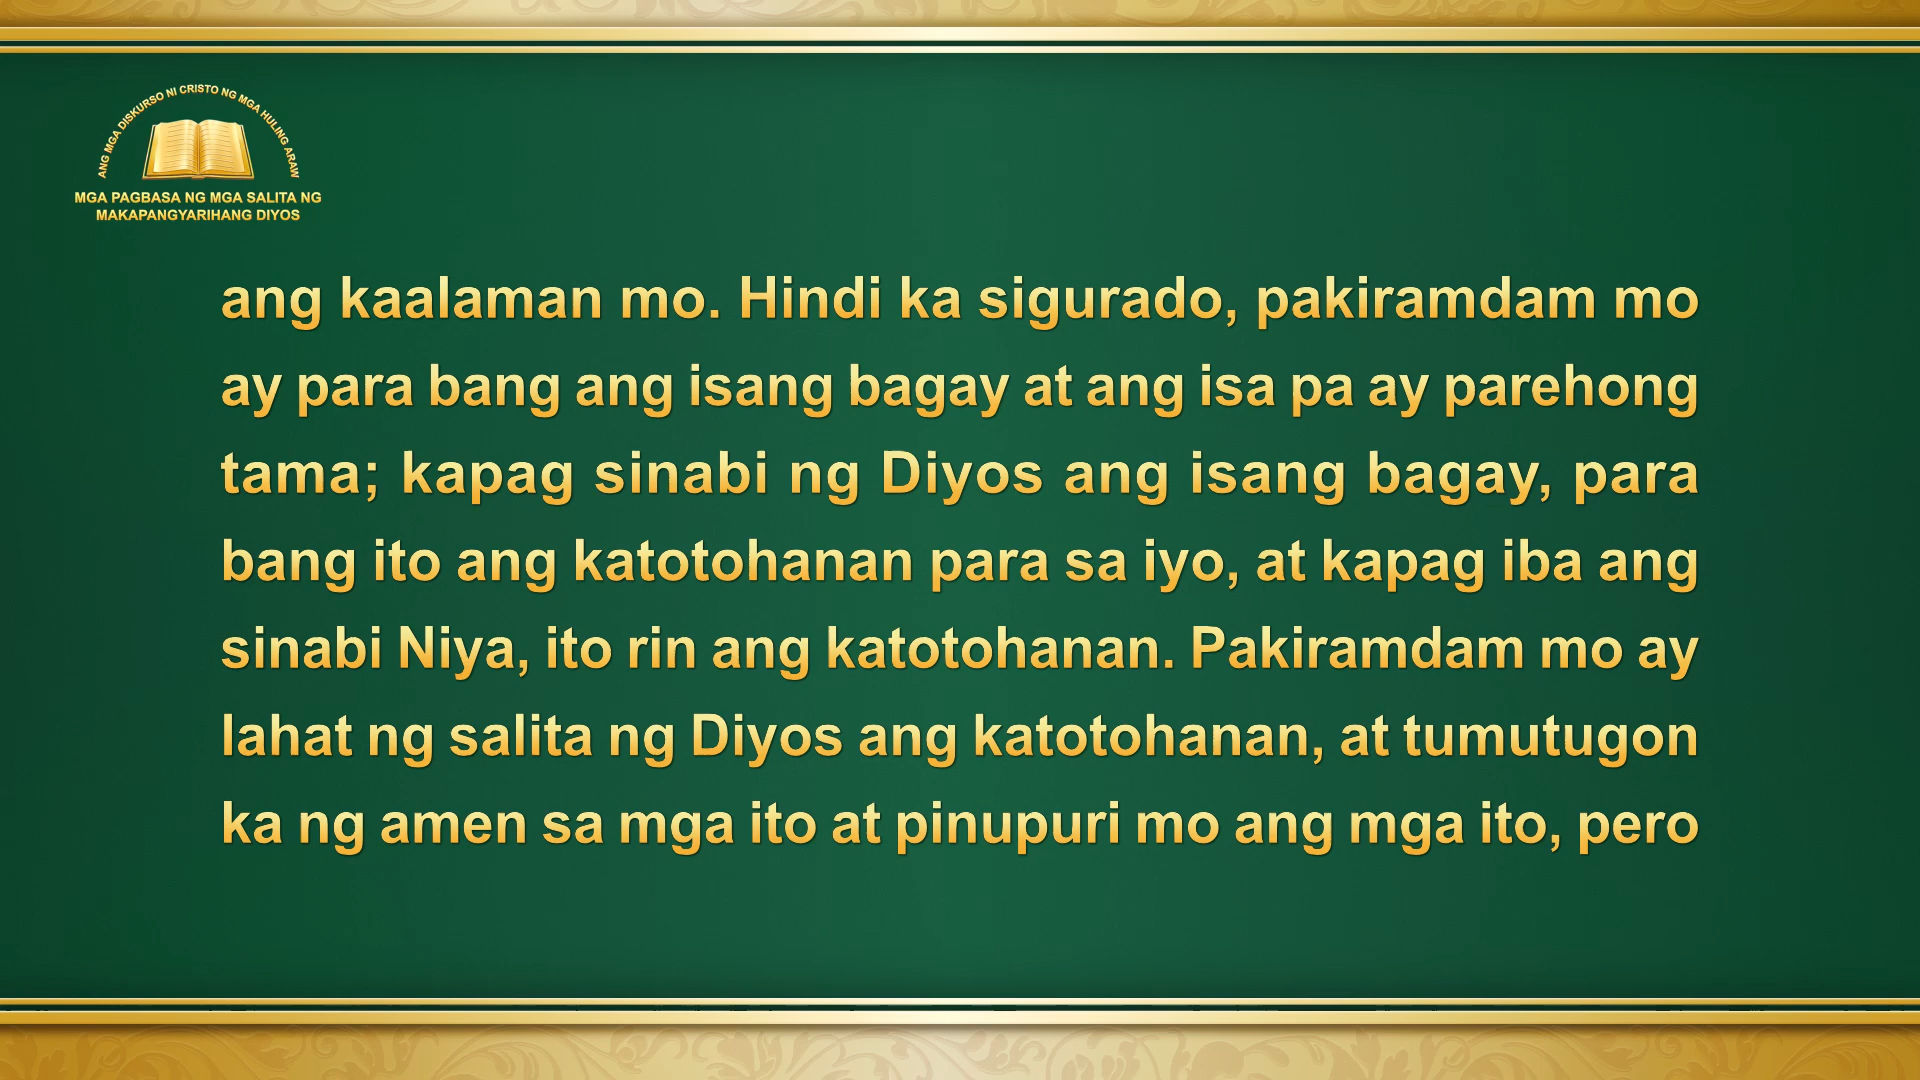 ANG MGA DISKURSO NI CRISTO NG MGA HULING ARAW
MGA PAGBASA NG MGA SALITA NG
MAKAPANGYARIHANG DIYOS
ang kaalaman mo. Hindi ka sigurado, pakiramdam mo
ay para bang ang isang bagay at ang isa pa ay parehong
tama; kapag sinabi ng Diyos ang isang bagay, para
bang ito ang katotohanan para sa iyo, at kapag iba ang
sinabi Niya, ito rin ang katotohanan. Pakiramdam mo ay
lahat ng salita ng Diyos ang katotohanan, at tumutugon
ka ng amen sa mga ito at pinupuri mo ang mga ito, pero